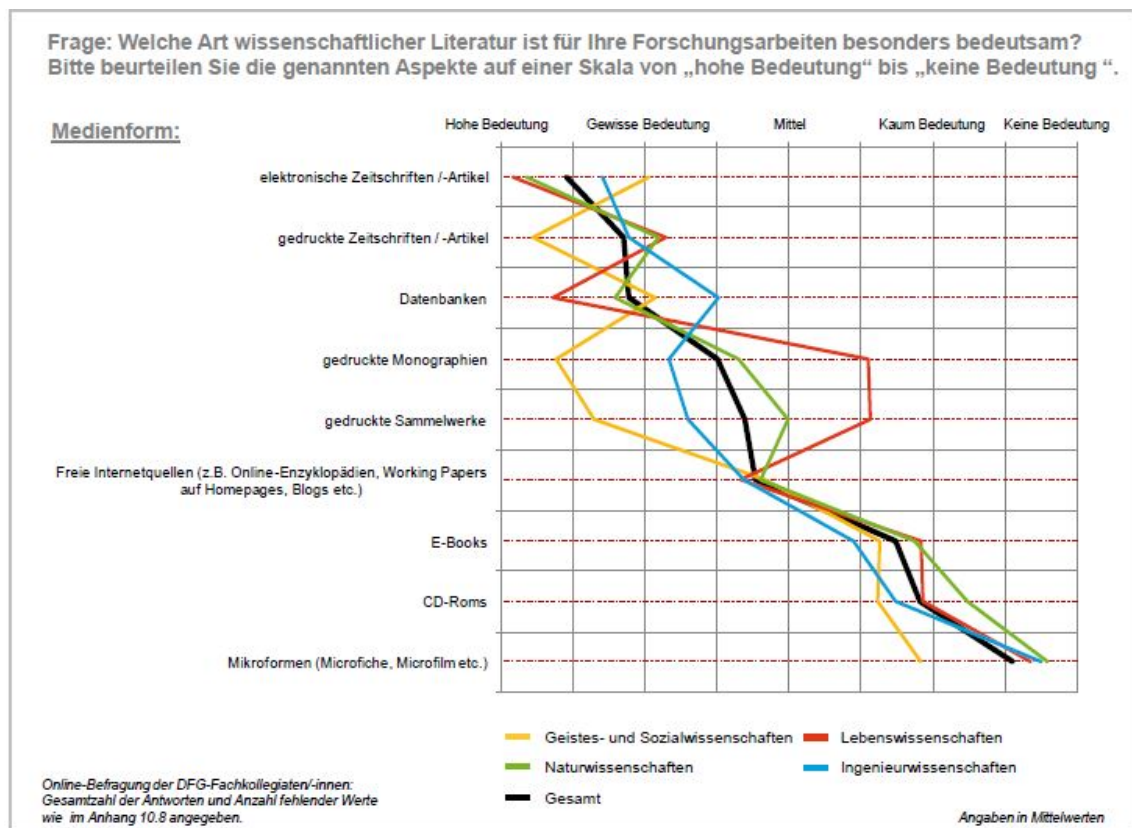 Frage: Welche Art wissenschaftlicher Literatur ist für Ihre Forschungsarbeiten besonders bedeutsam?
Bitte beurteilen Sie die genannten Aspekte auf einer Skala von „hohe Bedeutung“ bis „keine Bedeutung “.
Medienform:
Hohe Bedeutung Gewisse Bedeutung Mittel Kaum Bedeutung Keine Bedeutung
elektronische Zeitschriften /-Artikel
gedruckte Zeitschriften / -Artikel
Datenbanken
gedruckte Monographien
gedruckte Sammelwerke
Freie Internetquellen (z.B. Online-Enzyklopädien, Working Papers
auf Homepages, Blogs etc.)
E-Books
CD-Roms
Mikroformen (Microfiche, Microfilm etc.)
Geistes- und Sozialwissenschaften Lebenswissenschaften
Naturwissenschaften Ingenieurwissenschaften
Gesamt
Online-Befragung der DFG-Fachkollegiaten/-innen:
Gesamtzahl der Antworten und Anzahl fehlender Werte
wie im Anhang 10.8 angegeben.
Angaben in Mittelwerten